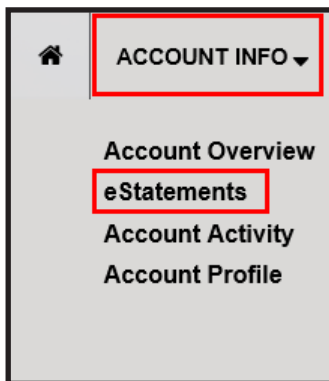 ACCOUNT INFO
Account Overview
eStatements
Account Activity
Account Profile